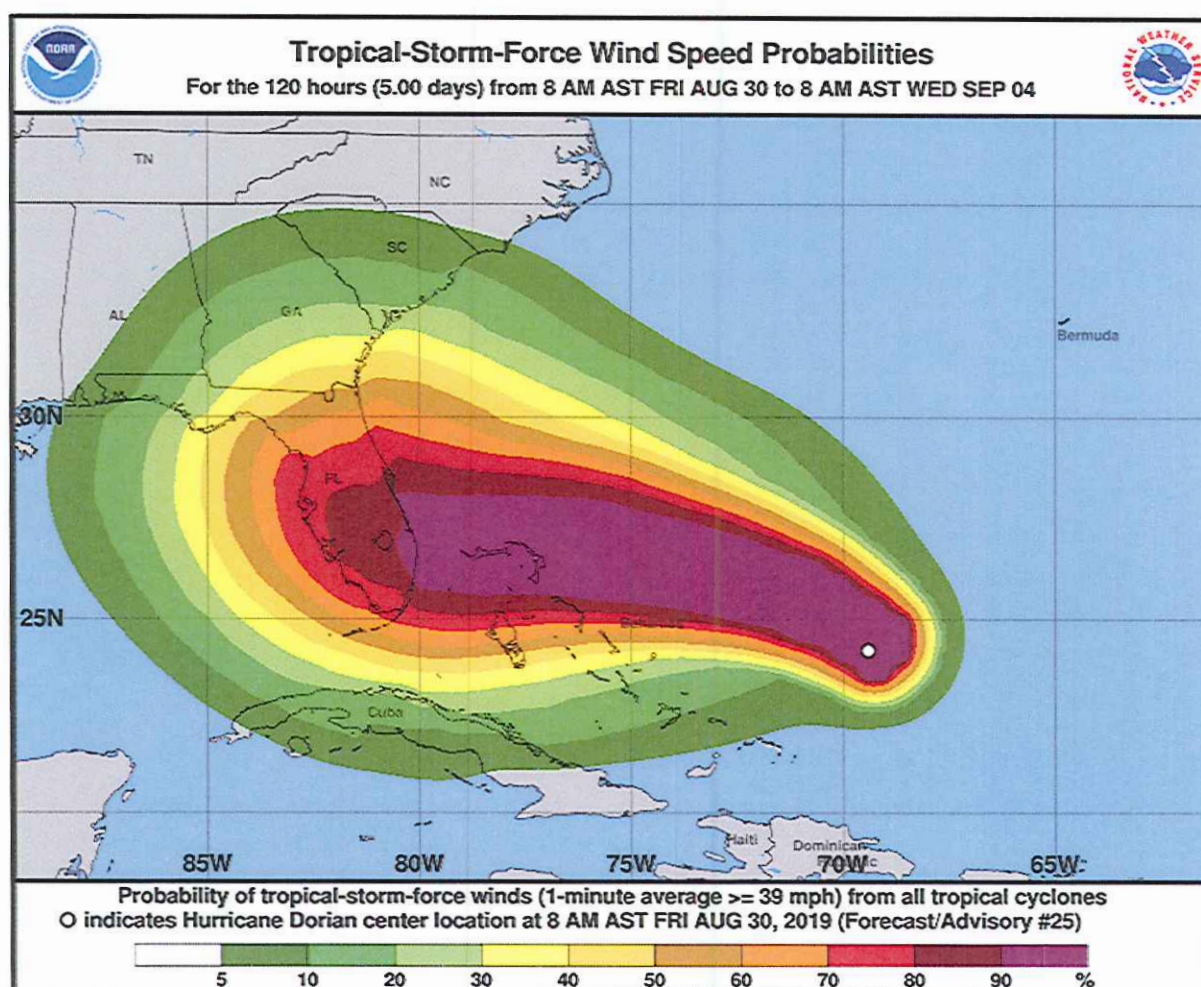 NOAA
Tropical-Storm-Force Wind Speed Probabilities
For the 120 hours (5.00 days) from 8 AM AST FRI AUG 30 to 8 AM AST WED SEP 04
NATIONAL WEATHER SERVICE
TN
NC
SC
AL
GA
Bermuda
30N
FL
25N
Cuba
Haiti
Dominican
85W
80W
75W
70W
65W
Probability of tropical-storm-force winds (1-minute average >= 39 mph) from all tropical cyclones
O indicates Hurricane Dorian center location at 8 AM AST FRI AUG 30, 2019 (Forecast/Advisory #25)
5 10 20 30 40 50 60 70 80 90 %